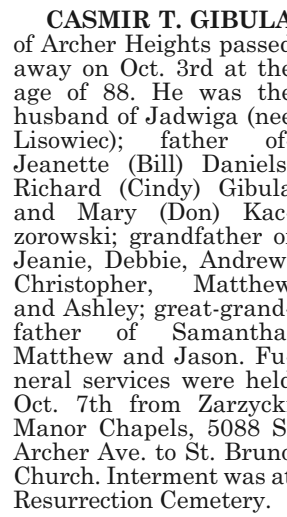 CASMIR T. GIBULA
of Archer Heights passed
away on Oct. 3rd at the
age of 88. He was the
husband of Jadwiga (nee
Lisowiec); father of
Jeanette (Bill) Daniels,
Richard (Cindy) Gibula
and Mary (Don) Kac-
zorowski; grandfather of
Jeanie, Debbie, Andrew,
Christopher, Matthew
and Ashley; great-grand-
father of Samantha,
Matthew and Jason. Fu-
neral services were held
Oct. 7th from Zarzycki
Manor Chapels, 5088 S.
Archer Ave. to St. Bruno
Church. Interment was at
Resurrection Cemetery.